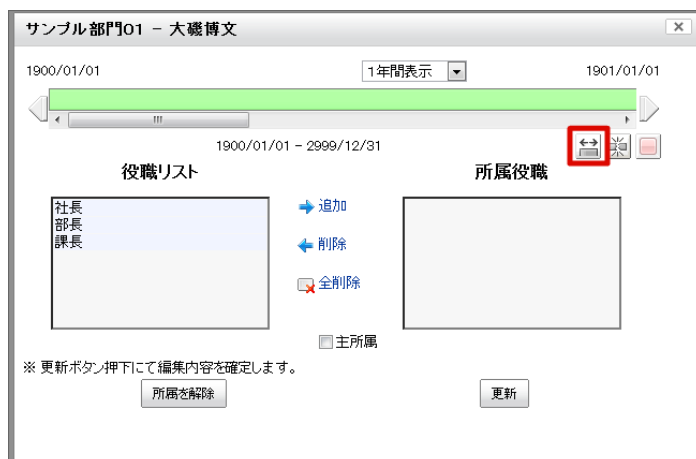 サンプル部門01 - 大磯博文
1900/01/01
1年間表示
1901/01/01
1900/01/01 - 2999/12/31
役職リスト
所属役職
社長
部長
課長
追加
削除
全削除
主所属
※ 更新ボタン押下にて編集内容を確定します。
所属を解除
更新